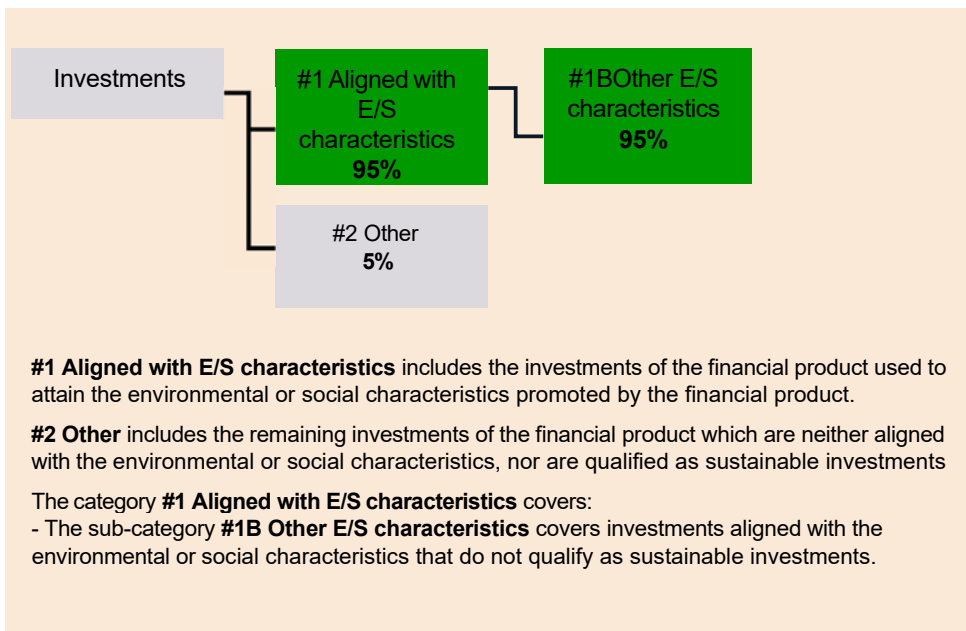 Investments
#1 Aligned with
E/S
characteristics
95%
#1BOther E/S
characteristics
95%
#2 Other
5%
#1 Aligned with E/S characteristics includes the investments of the financial product used to
attain the environmental or social characteristics promoted by the financial product.
#2 Other includes the remaining investments of the financial product which are neither aligned
with the environmental or social characteristics, nor are qualified as sustainable investments
The category #1 Aligned with E/S characteristics covers:
- The sub-category #1B Other E/S characteristics covers investments aligned with the
environmental or social characteristics that do not qualify as sustainable investments.